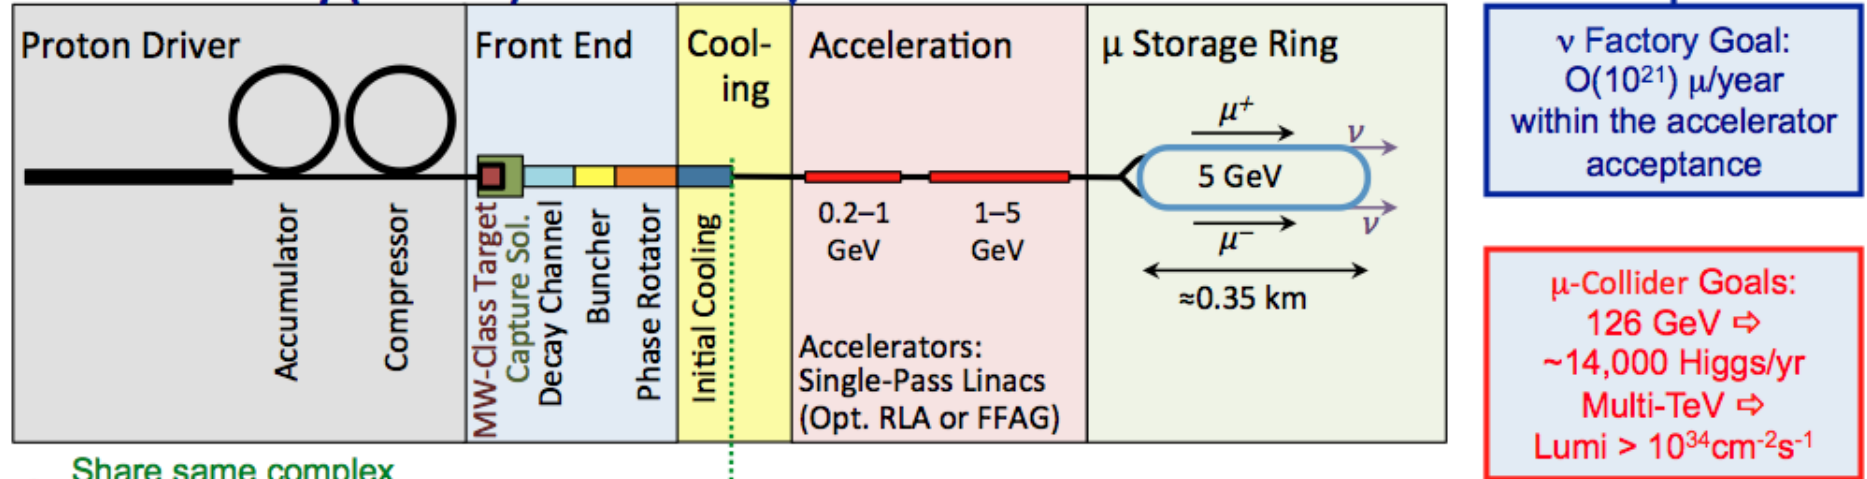 Proton Driver
Accumulator
Compressor
Front End
MW-Class Target
Capture Sol.
Decay Channel
Buncher
Phase Rotator
Cool-
ing
Initial Cooling
Acceleration
0.2–1
GeV
1–5
GeV
Accelerators:
Single-Pass Linacs
(Opt. RLA or FFAG)
μ Storage Ring
μ+
ν
5 GeV
ν
μ−
≈0.35 km
ν Factory Goal:
O(10²¹) μ/year
within the accelerator
acceptance
μ-Collider Goals:
126 GeV ⇨
~14,000 Higgs/yr
Multi-TeV ⇨
Lumi > 10³⁴cm⁻²s⁻¹
Share same complex